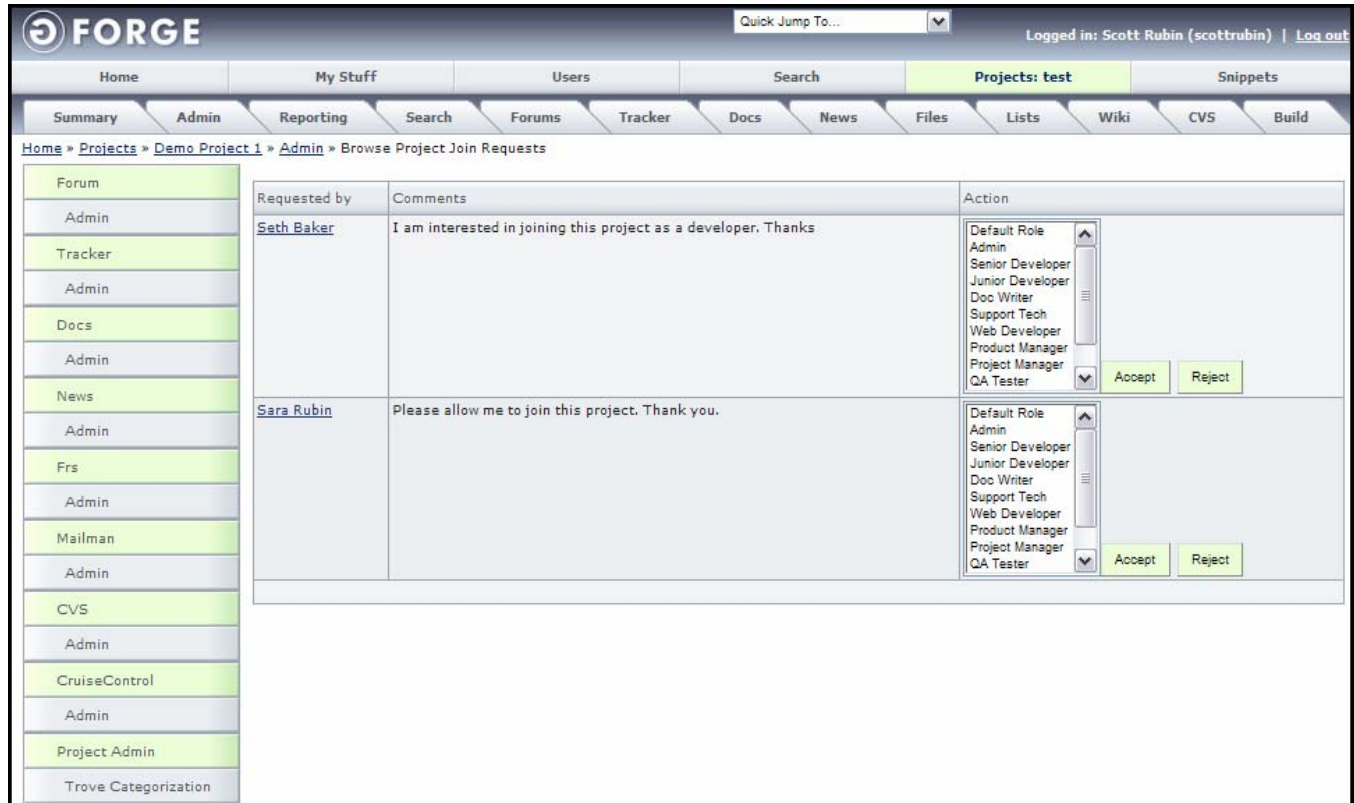 GFORGE
Quick Jump To...
Logged in: Scott Rubin (scottrubin) | Log out
Home My Stuff Users Search Projects: test Snippets
Summary Admin Reporting Search Forums Tracker Docs News Files Lists Wiki CVS Build
Home » Projects » Demo Project 1 » Admin » Browse Project Join Requests
Forum
Admin
Tracker
Admin
Docs
Admin
News
Admin
Frs
Admin
Mailman
Admin
CVS
Admin
CruiseControl
Admin
Project Admin
Trove Categorization
Requested by Comments Action
Seth Baker I am interested in joining this project as a developer. Thanks
Default Role
Admin
Senior Developer
Junior Developer
Doc Writer
Support Tech
Web Developer
Product Manager
Project Manager
QA Tester
Accept Reject
Sara Rubin Please allow me to join this project. Thank you.
Default Role
Admin
Senior Developer
Junior Developer
Doc Writer
Support Tech
Web Developer
Product Manager
Project Manager
QA Tester
Accept Reject